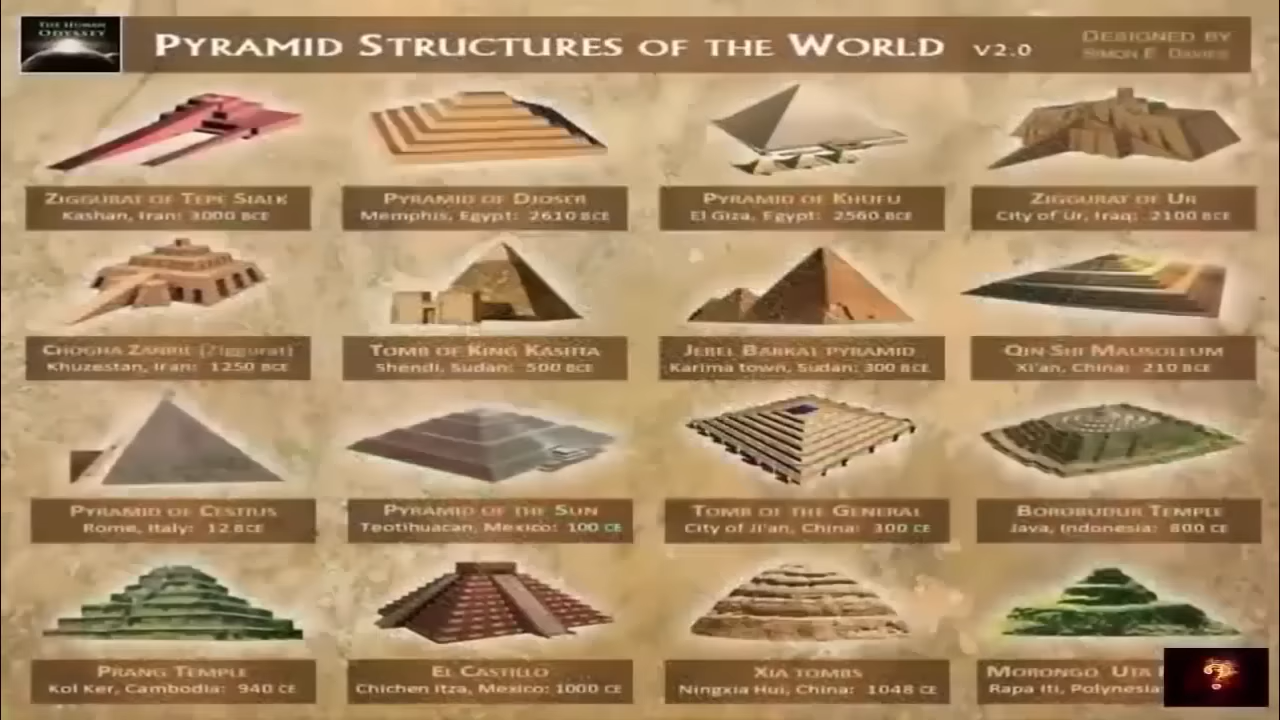 THE HUMAN
ODYSSEY
PYRAMID STRUCTURES OF THE WORLD V2.0
DESIGNED BY
SIMON E. DAVIES
ZIGGURAT OF TEPE SIALK
Kashan, Iran: 3000 BCE
PYRAMID OF DJOSER
Memphis, Egypt: 2610 BCE
PYRAMID OF KHUFU
El Giza, Egypt: 2560 BCE
ZIGGURAT OF UR
City of Ur, Iraq: 2100 BCE
CHOGHA ZANBIL (Ziggurat)
Khuzestan, Iran: 1250 BCE
TOMB OF KING KASHTA
Shendi, Sudan: 500 BCE
JEBEL BARKAL PYRAMID
Karima town, Sudan: 300 BCE
QIN SHI MAUSOLEUM
Xi'an, China: 210 BCE
PYRAMID OF CESTIUS
Rome, Italy: 12 BCE
PYRAMID OF THE SUN
Teotihuacan, Mexico: 100 CE
TOMB OF THE GENERAL
City of Ji'an, China: 300 CE
BOROBUDUR TEMPLE
Java, Indonesia: 800 CE
PRANG TEMPLE
Kol Ker, Cambodia: 940 CE
EL CASTILLO
Chichen Itza, Mexico: 1000 CE
XIA TOMBS
Ningxia Hui, China: 1048 CE
MORONGO UTA
Rapa Iti, Polynesia:
?